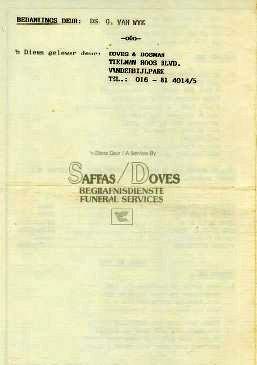 BEDANKINGS DEUR: DS. G. VAN WYK
—oOo—
'n Diens gelewer deur: DOVES & BOSMAN
TIELMAN ROOS BLVD.
VANDERBIJLPARK
TEL.: 016 - 81 4014/5
'n Diens Deur / A Service By
SAFFAS/DOVES
BEGRAFNISDIENSTE
FUNERAL SERVICES